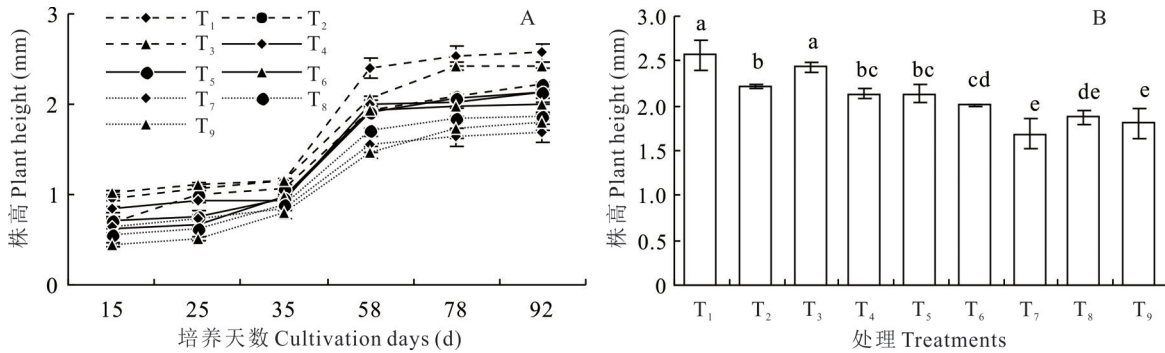 A
T1 T2
T3 T4
T5 T6
T7 T8
T9
3
2
1
0
株高 Plant height (mm)
15 25 35 58 78 92
培养天数 Cultivation days (d)
B
3.0
2.5
2.0
1.5
1.0
0.5
0.0
株高 Plant height (mm)
a b a bc bc cd e de e
T1 T2 T3 T4 T5 T6 T7 T8 T9
处理 Treatments